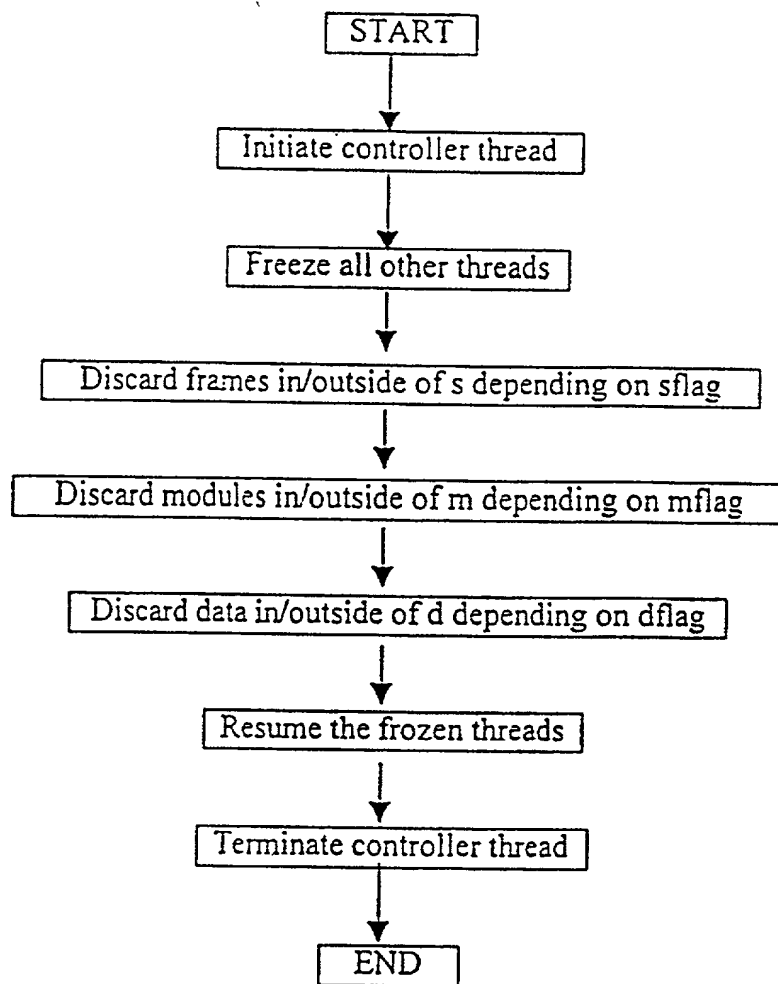 START
Initiate controller thread
Freeze all other threads
Discard frames in/outside of s depending on sflag
Discard modules in/outside of m depending on mflag
Discard data in/outside of d depending on dflag
Resume the frozen threads
Terminate controller thread
END